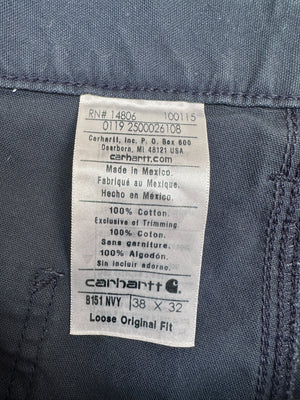 RN# 14806 100115
0119 2500026108
Carhartt, Inc. P.O. Box 600
Dearborn, MI 48121 USA
carhartt.com
Made in Mexico.
Fabriqué au Mexique.
Hecho en México.
100% Cotton.
Exclusive of Trimming.
100% Coton.
Sans garniture.
100% Algodón.
Sin incluir adorno.
carhartt
B151 NVY 38 X 32
Loose Original Fit